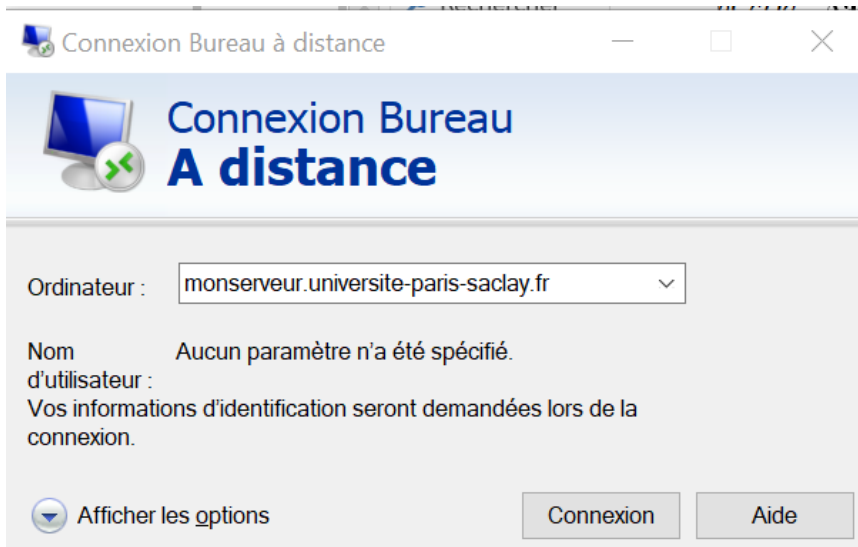 Rechercher
Connexion Bureau à distance
Connexion Bureau
A distance
Ordinateur :
monserveur.universite-paris-saclay.fr
Nom
d’utilisateur :
Aucun paramètre n’a été spécifié.
Vos informations d’identification seront demandées lors de la
connexion.
Afficher les options
Connexion
Aide